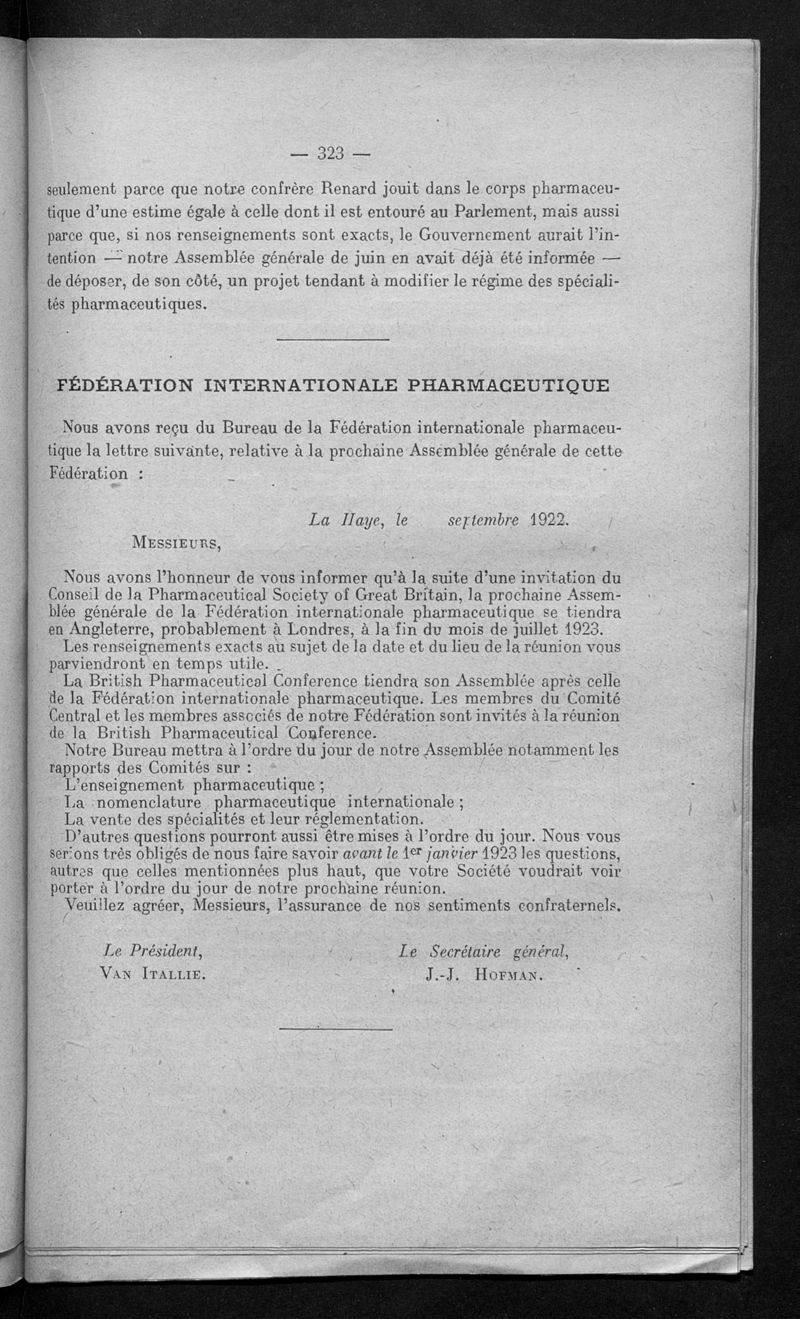 — 323 —
seulement parce que notre confrère Renard jouit dans le corps pharmaceu-
tique d'une estime égale à celle dont il est entouré au Parlement, mais aussi
parce que, si nos renseignements sont exacts, le Gouvernement aurait l'in-
tention — notre Assemblée générale de juin en avait déjà été informée —
de déposer, de son côté, un projet tendant à modifier le régime des spéciali-
tés pharmaceutiques.
FÉDÉRATION INTERNATIONALE PHARMACEUTIQUE
Nous avons reçu du Bureau de la Fédération internationale pharmaceu-
tique la lettre suivante, relative à la prochaine Assemblée générale de cette
Fédération :
La Haye, le septembre 1922.
MESSIEURS,
Nous avons l'honneur de vous informer qu'à la suite d'une invitation du
Conseil de la Pharmaceutical Society of Great Britain, la prochaine Assem-
blée générale de la Fédération internationale pharmaceutique se tiendra
en Angleterre, probablement à Londres, à la fin du mois de juillet 1923.
Les renseignements exacts au sujet de la date et du lieu de la réunion vous
parviendront en temps utile.
La British Pharmaceutical Conference tiendra son Assemblée après celle
de la Fédération internationale pharmaceutique. Les membres du Comité
Central et les membres associés de notre Fédération sont invités à la réunion
de la British Pharmaceutical Conference.
Notre Bureau mettra à l'ordre du jour de notre Assemblée notamment les
rapports des Comités sur :
L'enseignement pharmaceutique ;
La nomenclature pharmaceutique internationale ;
La vente des spécialités et leur réglementation.
D'autres questions pourront aussi être mises à l'ordre du jour. Nous vous
serions très obligés de nous faire savoir avant le 1er janvier 1923 les questions,
autres que celles mentionnées plus haut, que votre Société voudrait voir
porter à l'ordre du jour de notre prochaine réunion.
Veuillez agréer, Messieurs, l'assurance de nos sentiments confraternels.
Le Président, Le Secrétaire général,
VAN ITALLIE. J.-J. HOFMAN.